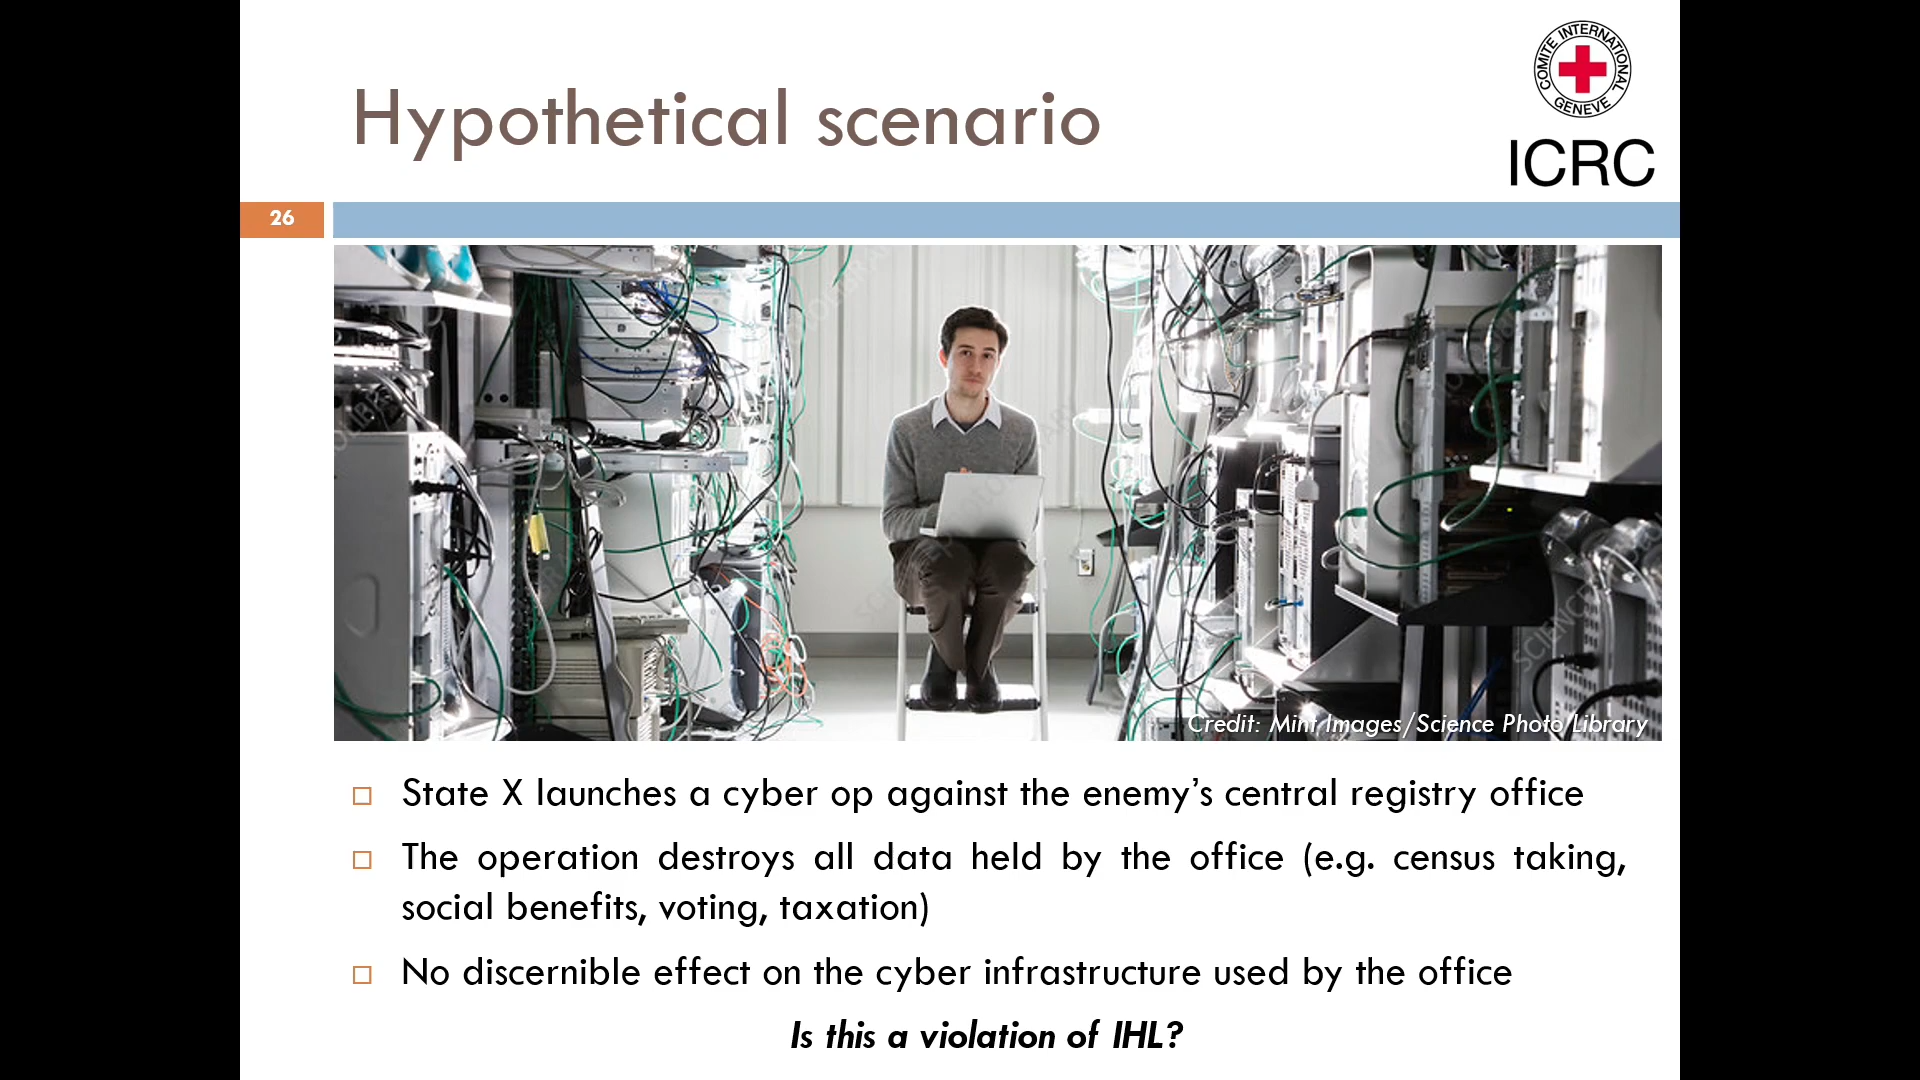 Hypothetical scenario
COMITE INTERNATIONAL
GENEVE
ICRC
26
Credit: Mint Images/Science Photo Library
State X launches a cyber op against the enemy’s central registry office
The operation destroys all data held by the office (e.g. census taking,
social benefits, voting, taxation)
No discernible effect on the cyber infrastructure used by the office
Is this a violation of IHL?